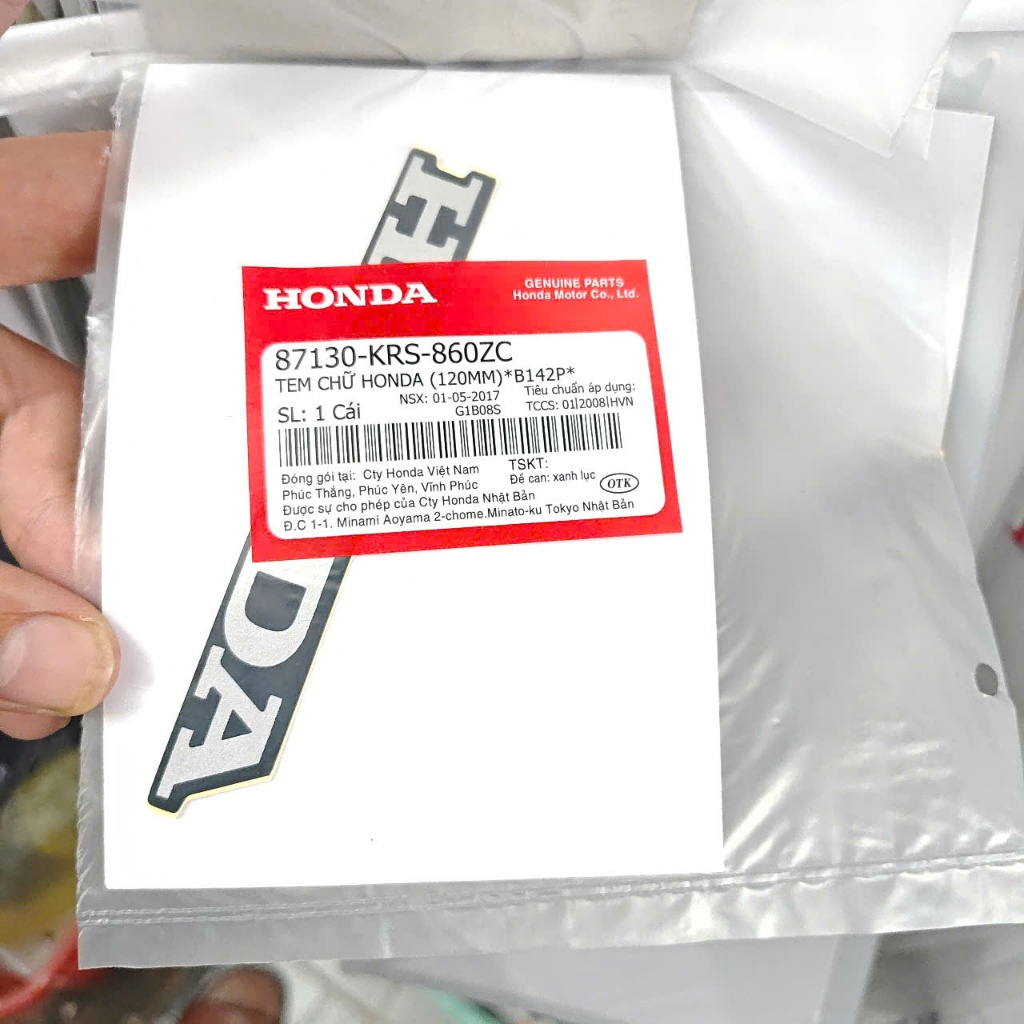 H
HONDA
GENUINE PARTS
Honda Motor Co., Ltd.
87130-KRS-860ZC
TEM CHỮ HONDA (120MM)*B142P*
NSX: 01-05-2017
Tiêu chuẩn áp dụng:
SL: 1 Cái
G1B08S
TCCS: 01|2008|HVN
Đóng gói tại: Cty Honda Việt Nam
TSKT:
Phúc Thắng, Phúc Yên, Vĩnh Phúc
Đề can: xanh lục
OTK
Được sự cho phép của Cty Honda Nhật Bản
Đ.C 1-1. Minami Aoyama 2-chome.Minato-ku Tokyo Nhật Bản
DA